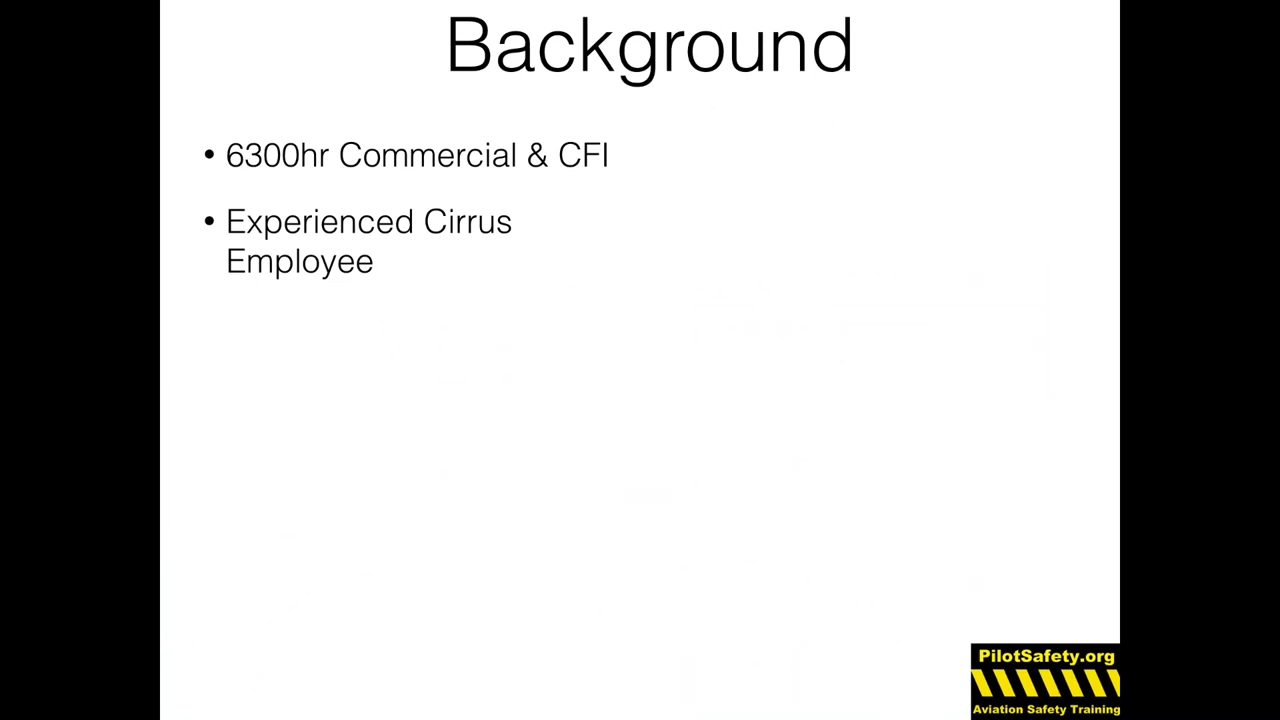 Background
• 6300hr Commercial & CFI
• Experienced Cirrus
Employee
PilotSafety.org
Aviation Safety Training